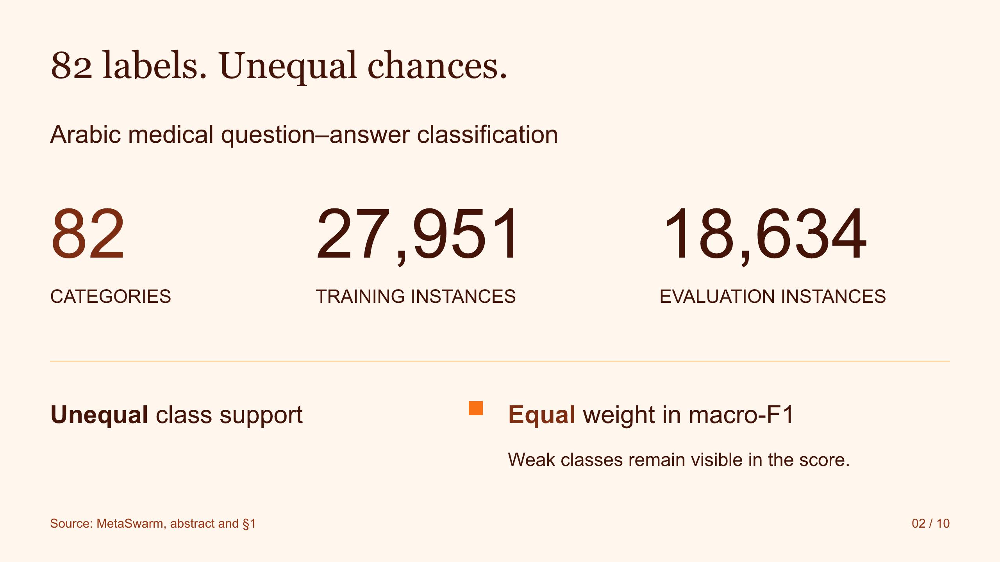 82 labels. Unequal chances.
Arabic medical question–answer classification
82
CATEGORIES
27,951
TRAINING INSTANCES
18,634
EVALUATION INSTANCES
Unequal class support
Equal weight in macro-F1
Weak classes remain visible in the score.
Source: MetaSwarm, abstract and §1
02 / 10